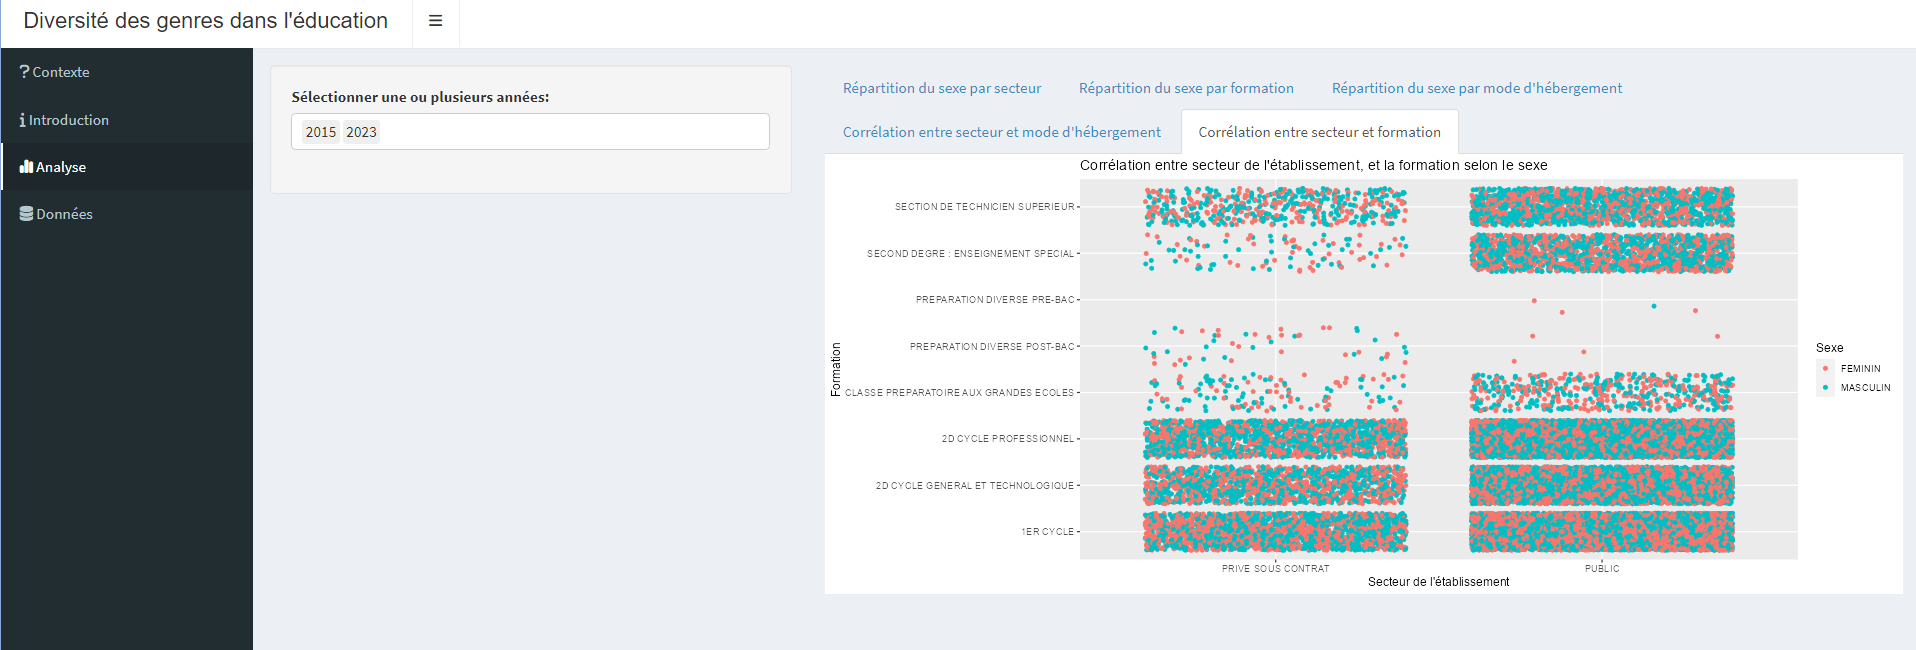 Diversité des genres dans l'éducation
Contexte
Introduction
Analyse
Données
Sélectionner une ou plusieurs années:
2015 2023
Répartition du sexe par secteur
Répartition du sexe par formation
Répartition du sexe par mode d'hébergement
Corrélation entre secteur et mode d'hébergement
Corrélation entre secteur et formation
Corrélation entre secteur de l'établissement, et la formation selon le sexe
Formation
SECTION DE TECHNICIEN SUPERIEUR
SECOND DEGRE : ENSEIGNEMENT SPECIAL
PREPARATION DIVERSE PRE-BAC
PREPARATION DIVERSE POST-BAC
CLASSE PREPARATOIRE AUX GRANDES ECOLES
2D CYCLE PROFESSIONNEL
2D CYCLE GENERAL ET TECHNOLOGIQUE
1ER CYCLE
PRIVE SOUS CONTRAT
PUBLIC
Secteur de l'établissement
Sexe
FEMININ
MASCULIN